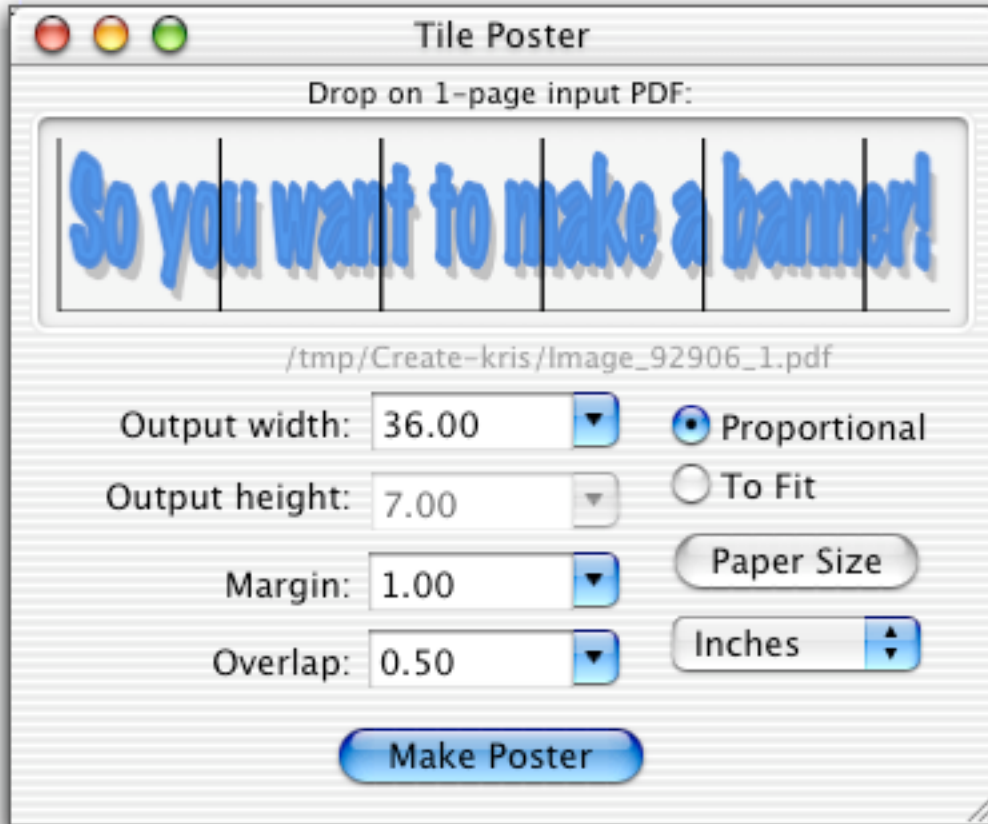 Tile Poster
Drop on 1-page input PDF:
So you want to make a banner!
/tmp/Create-kris/Image_92906_1.pdf
Output width: 36.00 Proportional
Output height: 7.00 To Fit
Margin: 1.00 Paper Size
Overlap: 0.50 Inches
Make Poster